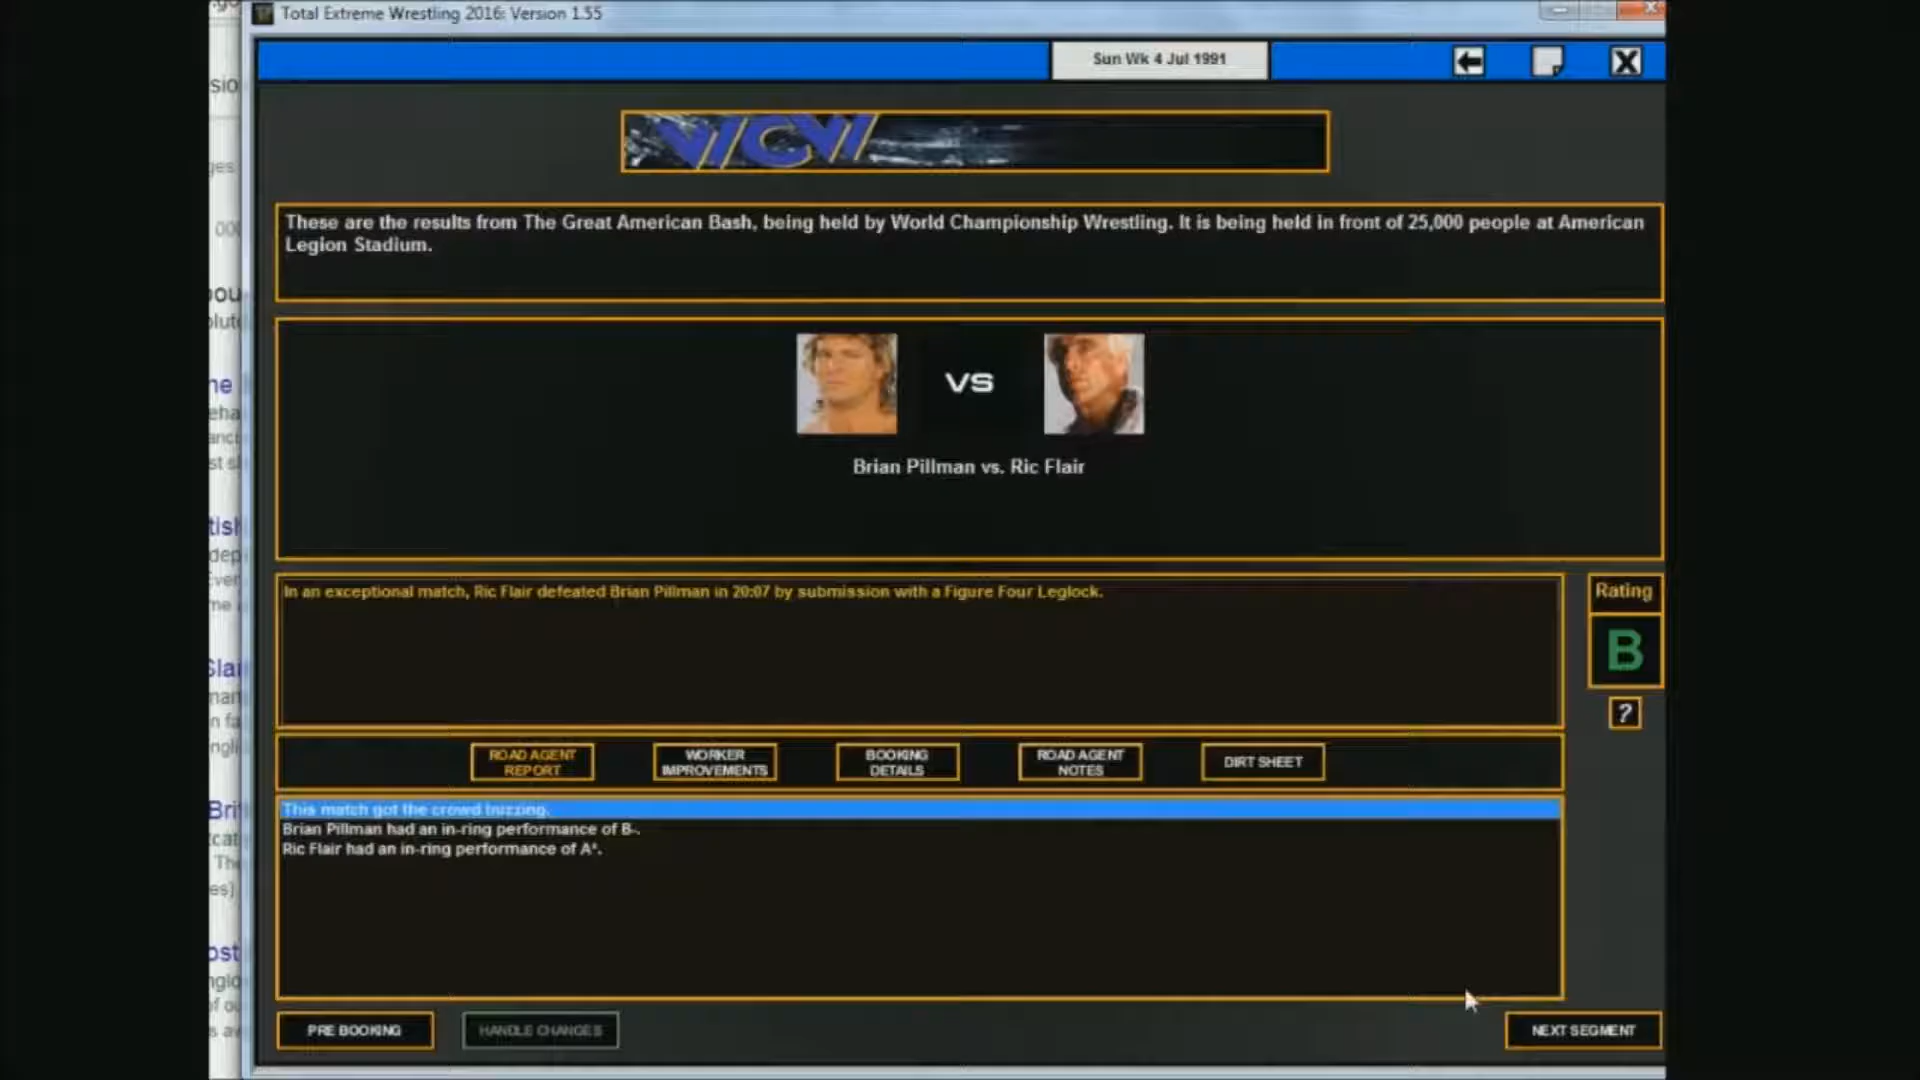 Total Extreme Wrestling 2016: Version 1.55
Sun Wk 4 Jul 1991
WCW
These are the results from The Great American Bash, being held by World Championship Wrestling. It is being held in front of 25,000 people at American
Legion Stadium.
VS
Brian Pillman vs. Ric Flair
In an exceptional match, Ric Flair defeated Brian Pillman in 20:07 by submission with a Figure Four Leglock.
Rating
B
?
ROAD AGENT
REPORT
WORKER
IMPROVEMENTS
BOOKING
DETAILS
ROAD AGENT
NOTES
DIRT SHEET
This match got the crowd buzzing.
Brian Pillman had an in-ring performance of B-.
Ric Flair had an in-ring performance of A*.
PRE BOOKING
HANDLE CHANGES
NEXT SEGMENT